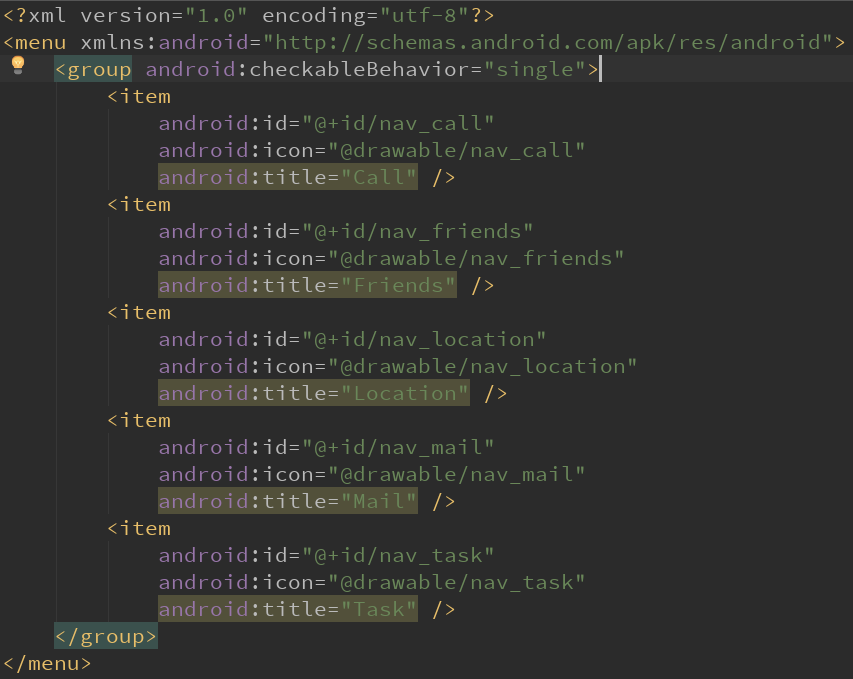 <?xml version="1.0" encoding="utf-8"?>
<menu xmlns:android="http://schemas.android.com/apk/res/android">
    <group android:checkableBehavior="single">
        <item
            android:id="@+id/nav_call"
            android:icon="@drawable/nav_call"
            android:title="Call" />
        <item
            android:id="@+id/nav_friends"
            android:icon="@drawable/nav_friends"
            android:title="Friends" />
        <item
            android:id="@+id/nav_location"
            android:icon="@drawable/nav_location"
            android:title="Location" />
        <item
            android:id="@+id/nav_mail"
            android:icon="@drawable/nav_mail"
            android:title="Mail" />
        <item
            android:id="@+id/nav_task"
            android:icon="@drawable/nav_task"
            android:title="Task" />
    </group>
</menu>